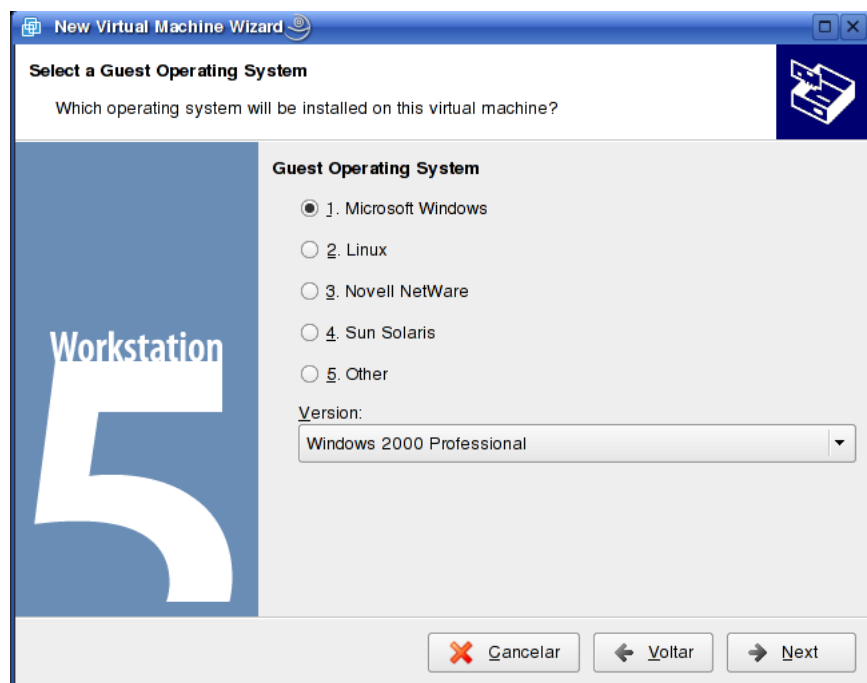 New Virtual Machine Wizard
Select a Guest Operating System
Which operating system will be installed on this virtual machine?
Guest Operating System
1. Microsoft Windows
2. Linux
3. Novell NetWare
4. Sun Solaris
5. Other
Version:
Windows 2000 Professional
Workstation
5
Cancelar
Voltar
Next